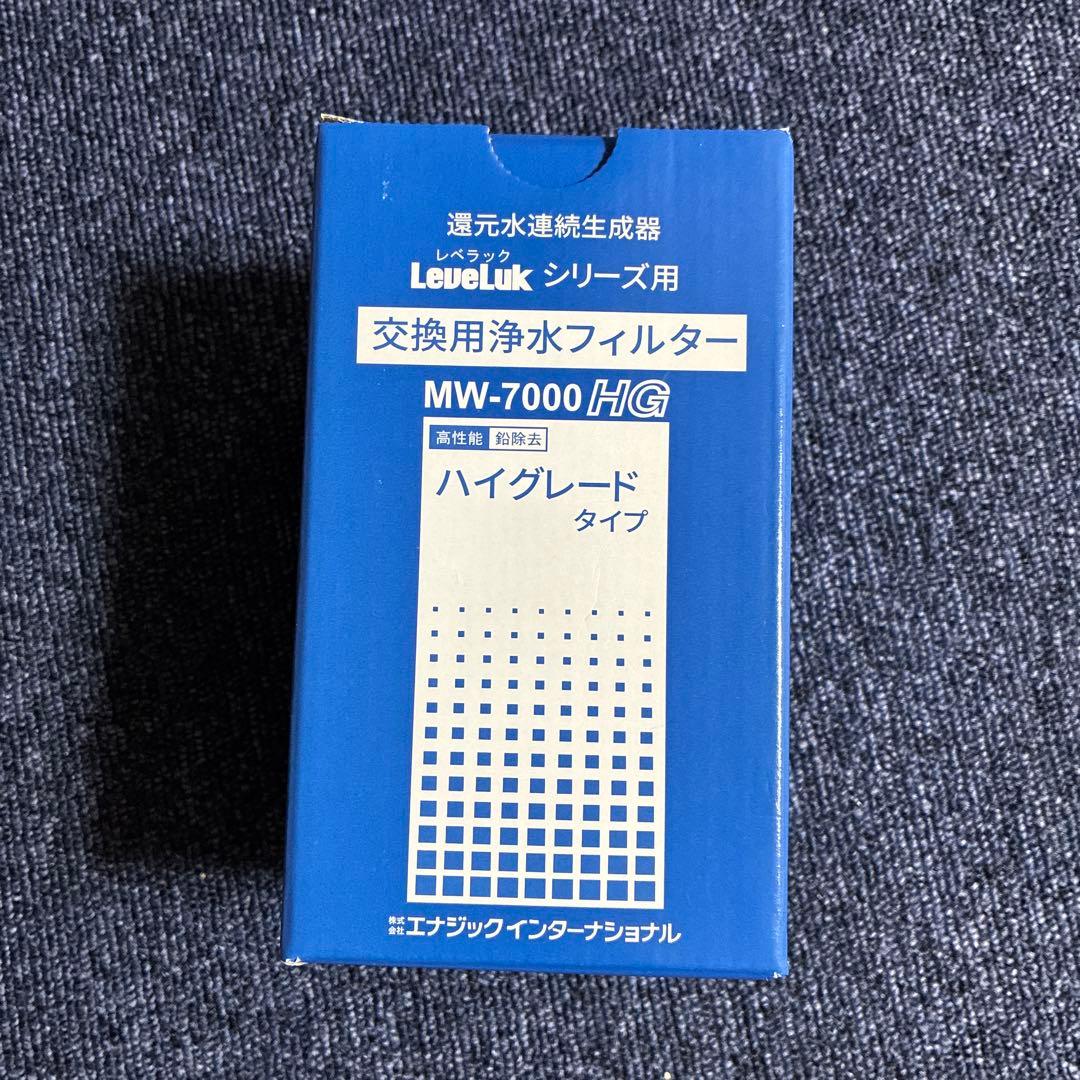 還元水連続生成器
レベラック
LeveLuk シリーズ用
交換用浄水フィルター
MW-7000 HG
高性能 鉛除去
ハイグレード
タイプ
株式会社 エナジックインターナショナル